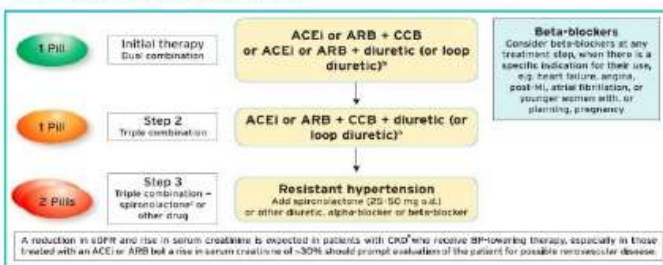 1 Pill
Initial therapy
Dual combination
ACEi or ARB + CCB
or ACEi or ARB + diuretic (or loop
diuretic)ᵇ
Beta-blockers
Consider beta-blockers at any
treatment step, when there is a
specific indication for their use,
e.g. heart failure, angina,
post-MI, atrial fibrillation, or
younger women with, or
planning, pregnancy
1 Pill
Step 2
Triple combination
ACEi or ARB + CCB + diuretic (or
loop diuretic)ᵇ
2 Pills
Step 3
Triple combination +
spironolactoneᶜ or
other drug
Resistant hypertension
Add spironolactone (25–50 mg o.d.)
or other diuretic, alpha-blocker or beta-blocker
A reduction in eGFR and rise in serum creatinine is expected in patients with CKDᵃ who receive BP-lowering therapy, especially in those
treated with an ACEi or ARB but a rise in serum creatinine of >30% should prompt evaluation of the patient for possible renovascular disease.